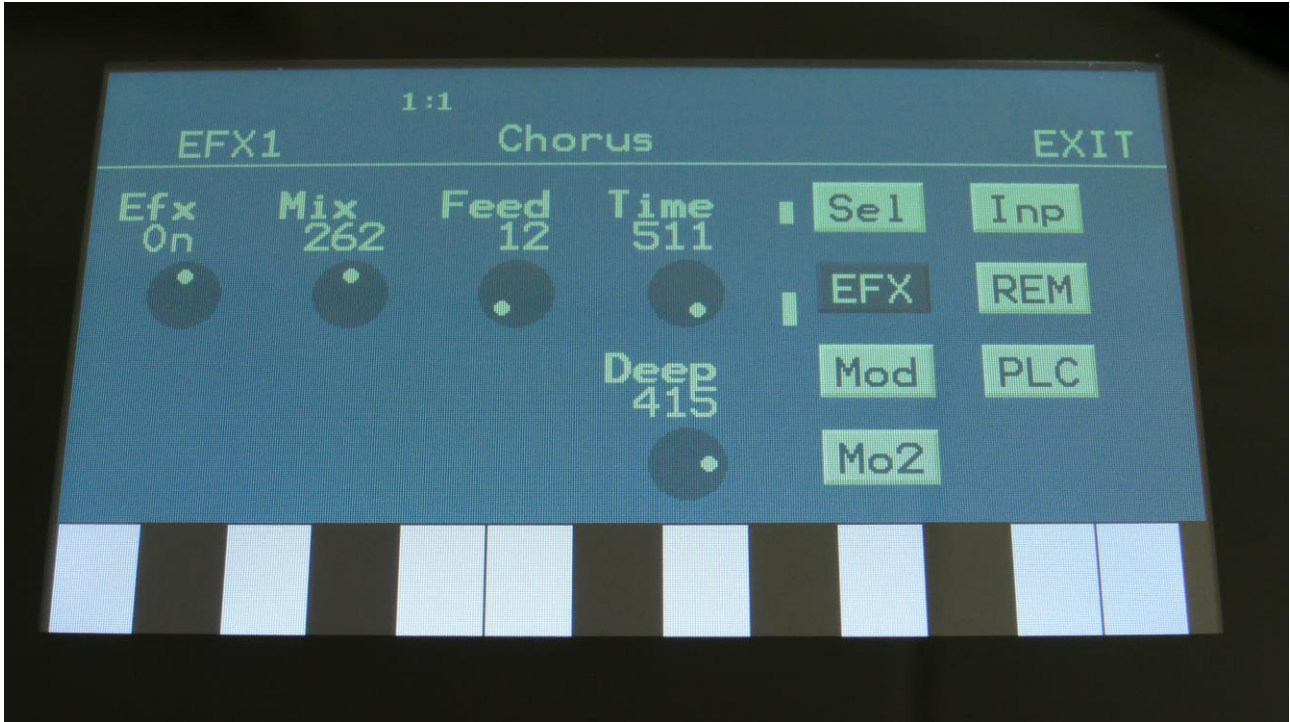 1:1
EFX1 Chorus EXIT
Efx Mix Feed Time Sel Inp
On 262 12 511
EFX REM
Deep Mod PLC
415
Mo2